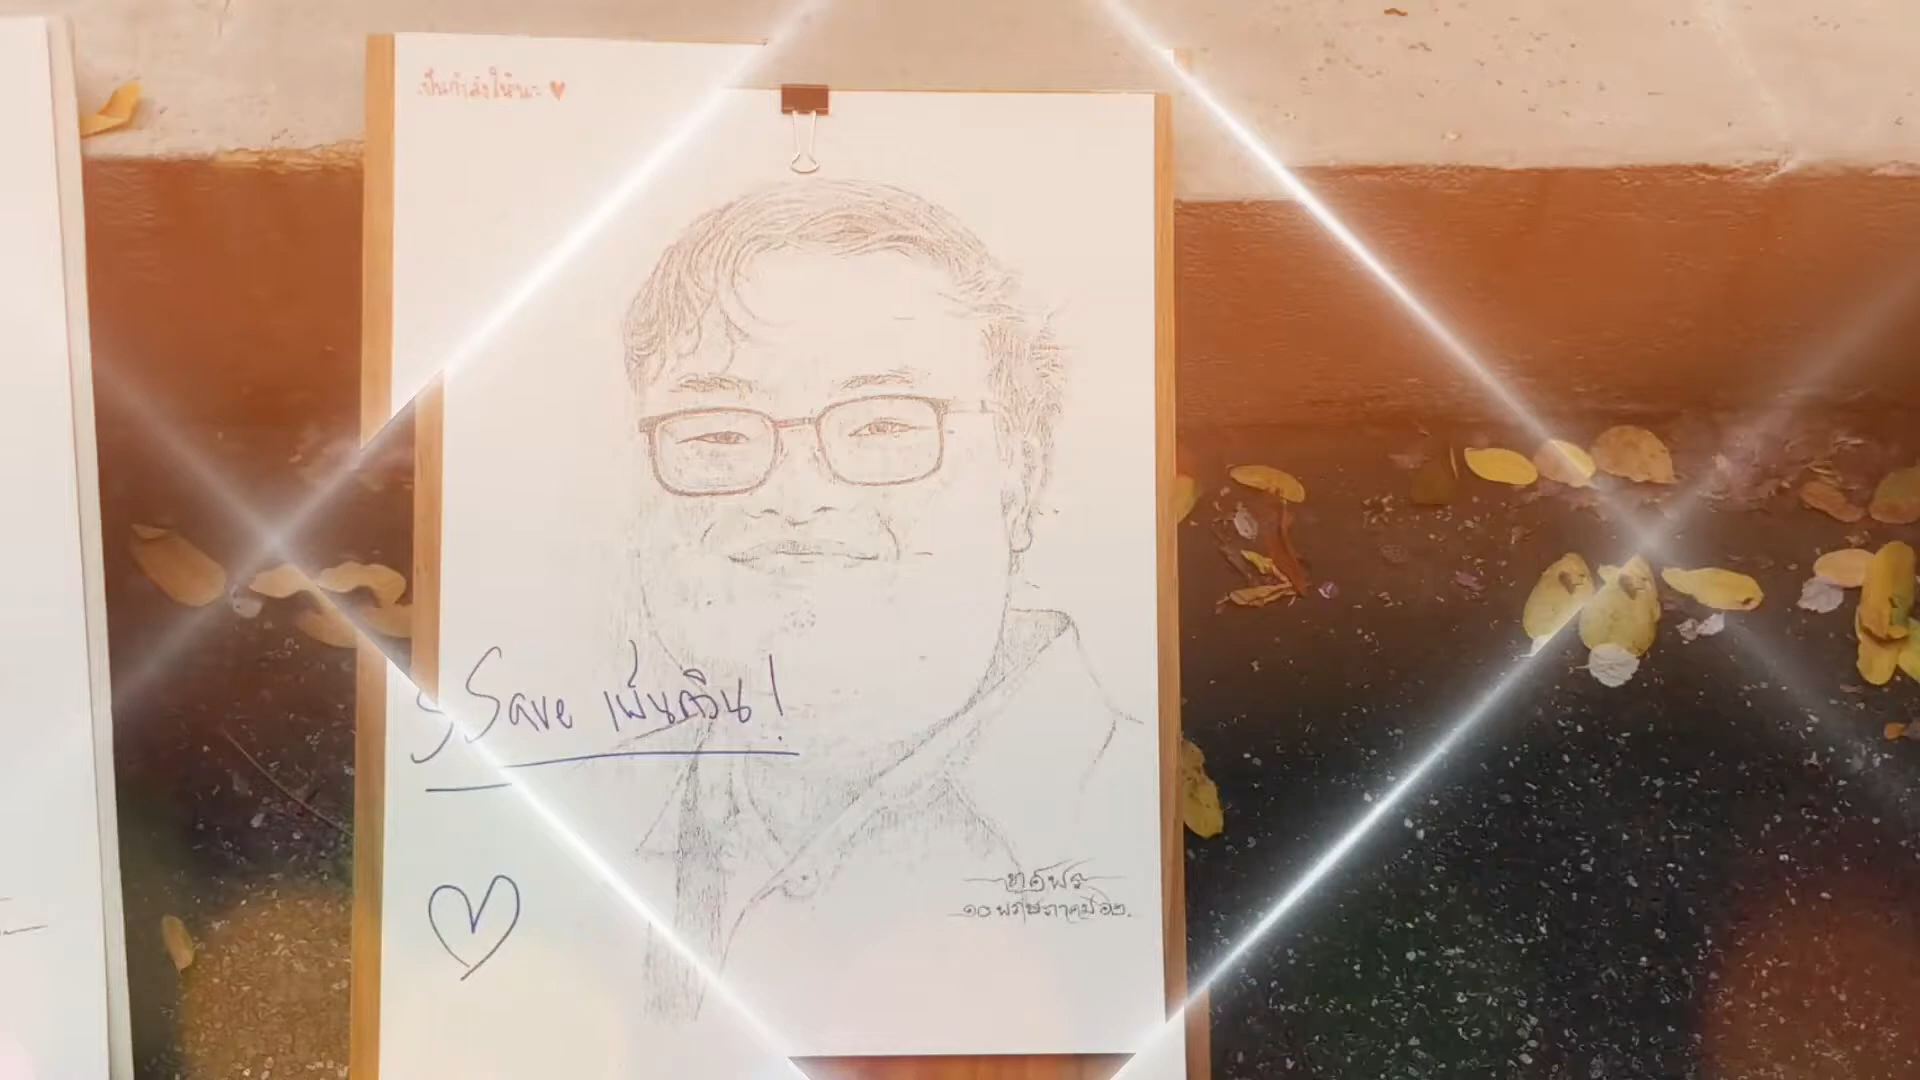 เป็นกำลังใจให้นะ ♥
Save เพนกวิน!
๑๐ พฤษภาคม ๖๒.